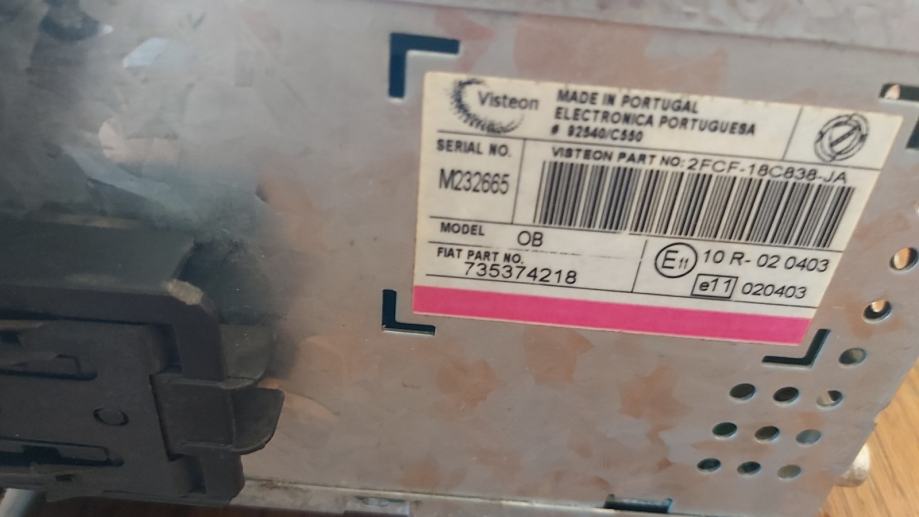 Visteon
MADE IN PORTUGAL
ELECTRONICA PORTUGUESA
# 92540/C550
SERIAL NO.
M232665
VISTEON PART NO: 2FCF-18C838-JA
MODEL OB
FIAT PART NO.
735374218
E11 10 R- 02 0403
e11 020403